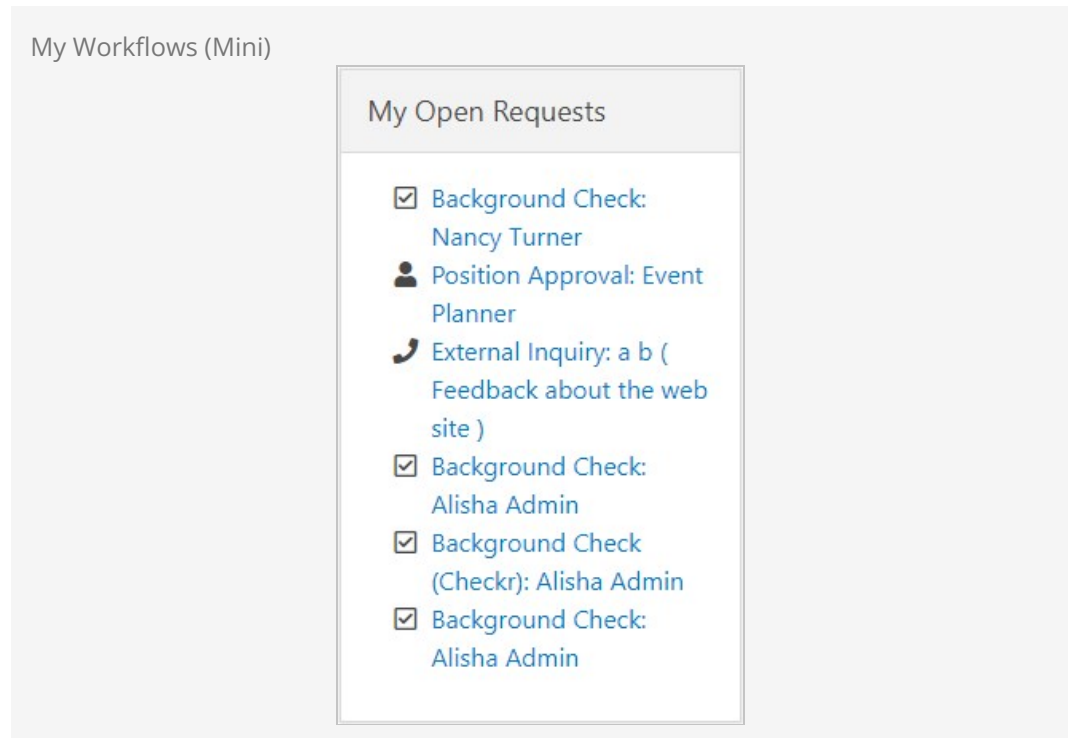 My Workflows (Mini)
My Open Requests
Background Check:
Nancy Turner
Position Approval: Event
Planner
External Inquiry: a b (
Feedback about the web
site )
Background Check:
Alisha Admin
Background Check
(Checkr): Alisha Admin
Background Check:
Alisha Admin